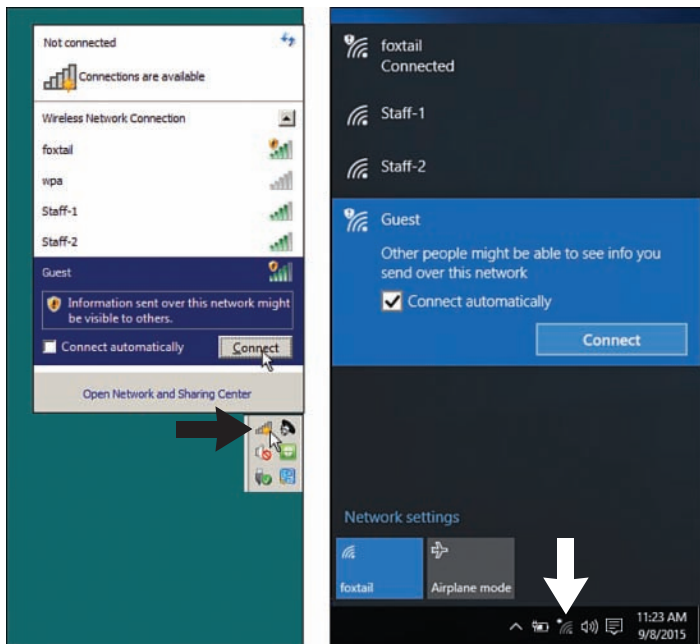 Not connected
Connections are available
Wireless Network Connection
foxtail
wpa
Staff-1
Staff-2
Guest
Information sent over this network might
be visible to others.
Connect automatically
Connect
Open Network and Sharing Center
foxtail
Connected
Staff-1
Staff-2
Guest
Other people might be able to see info you
send over this network
Connect automatically
Connect
Network settings
foxtail
Airplane mode
11:23 AM
9/8/2015